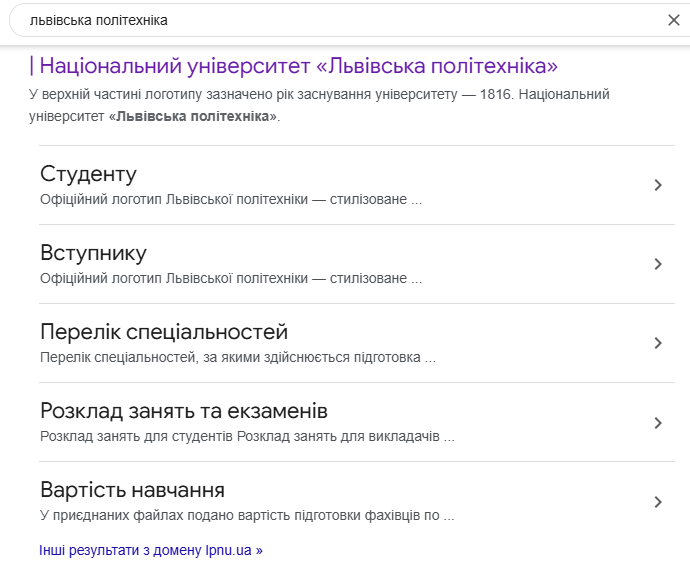 львівська політехніка
| Національний університет «Львівська політехніка»
У верхній частині логотипу зазначено рік заснування університету — 1816. Національний
університет «Львівська політехніка».
Студенту
Офіційний логотип Львівської політехніки — стилізоване ...
Вступнику
Офіційний логотип Львівської політехніки — стилізоване ...
Перелік спеціальностей
Перелік спеціальностей, за якими здійснюється підготовка ...
Розклад занять та екзаменів
Розклад занять для студентів Розклад занять для викладачів ...
Вартість навчання
У приєднаних файлах подано вартість підготовки фахівців по ...
Інші результати з домену lpnu.ua »